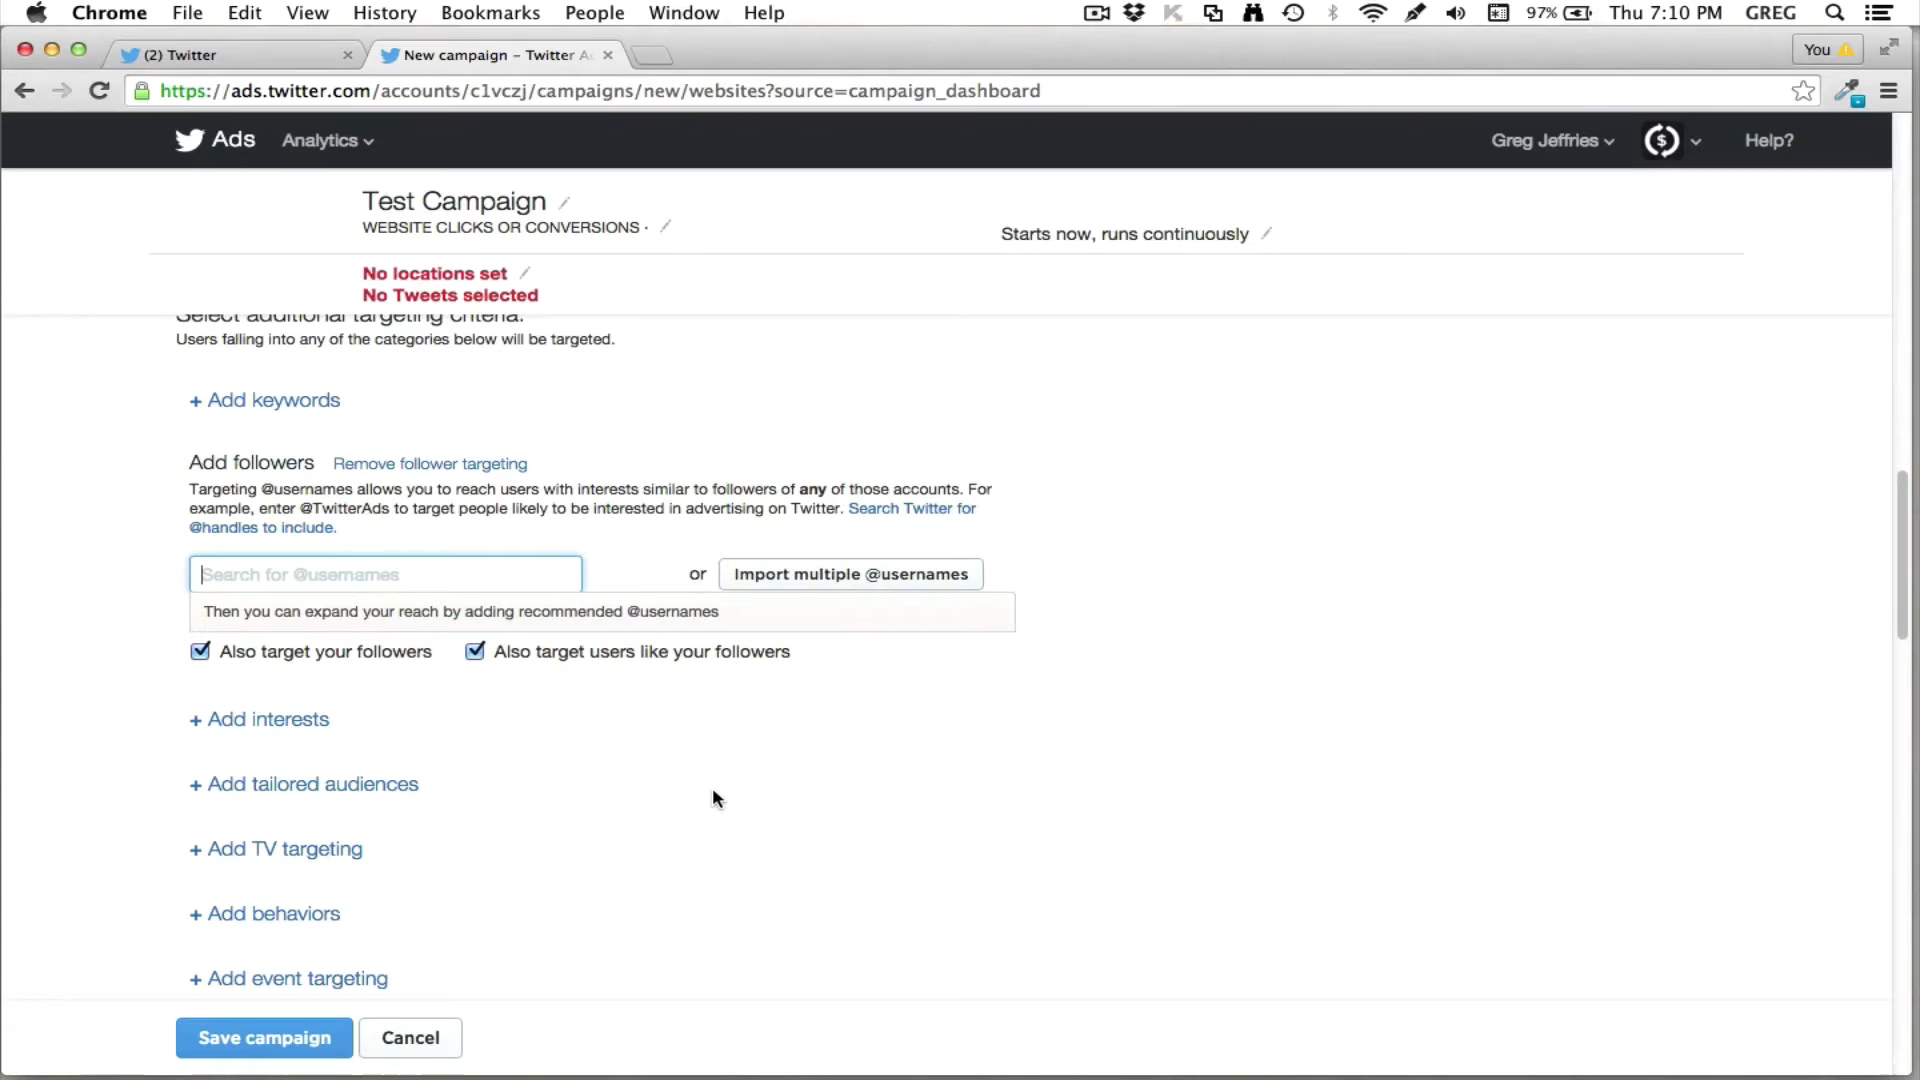 Chrome File Edit View History Bookmarks People Window Help 97% Thu 7:10 PM GREG
(2) Twitter
New campaign – Twitter A
You
https://ads.twitter.com/accounts/c1vczj/campaigns/new/websites?source=campaign_dashboard
Ads Analytics Greg Jeffries Help?
Test Campaign
WEBSITE CLICKS OR CONVERSIONS ·
Starts now, runs continuously
No locations set
No Tweets selected
Select additional targeting criteria.
Users falling into any of the categories below will be targeted.
+ Add keywords
Add followers Remove follower targeting
Targeting @usernames allows you to reach users with interests similar to followers of any of those accounts. For
example, enter @TwitterAds to target people likely to be interested in advertising on Twitter. Search Twitter for
@handles to include.
Search for @usernames or Import multiple @usernames
Then you can expand your reach by adding recommended @usernames
Also target your followers Also target users like your followers
+ Add interests
+ Add tailored audiences
+ Add TV targeting
+ Add behaviors
+ Add event targeting
Save campaign Cancel